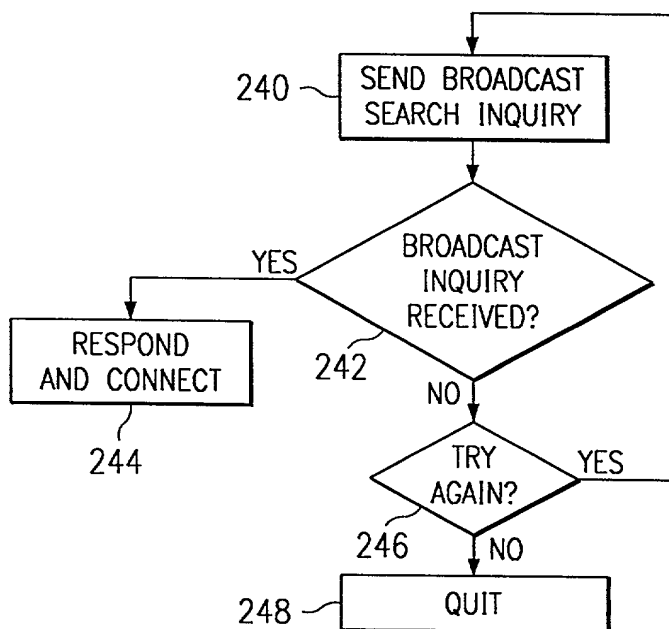 240
SEND BROADCAST
SEARCH INQUIRY
YES
BROADCAST
INQUIRY
RECEIVED?
242
RESPOND
AND CONNECT
244
NO
TRY
AGAIN?
YES
246
NO
248
QUIT